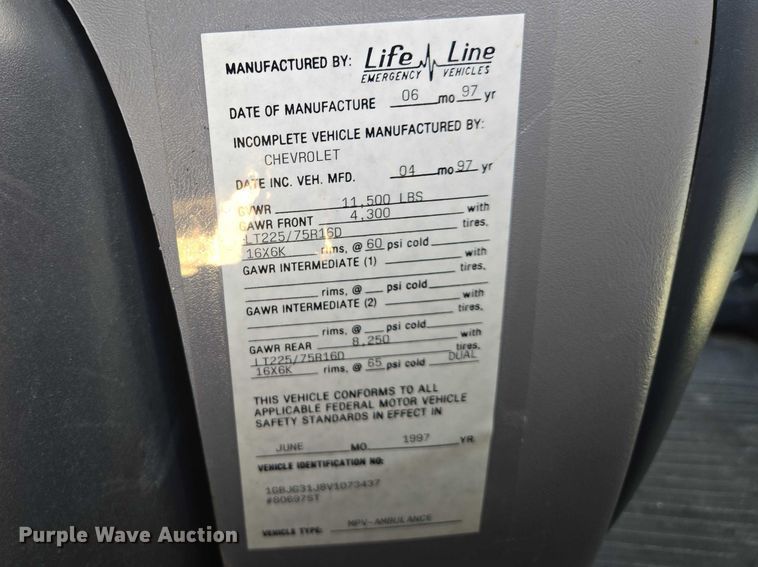 MANUFACTURED BY: Life Line
EMERGENCY VEHICLES
DATE OF MANUFACTURE 06 mo 97 yr
INCOMPLETE VEHICLE MANUFACTURED BY:
CHEVROLET
DATE INC. VEH. MFD. 04 mo 97 yr
GVWR 11,500 LBS
GAWR FRONT 4,300 with
LT225/75R16D tires,
16X6K rims, @ 60 psi cold
GAWR INTERMEDIATE (1) with
tires,
rims, @ psi cold
GAWR INTERMEDIATE (2) with
tires,
rims, @ psi cold
GAWR REAR 8,250 with
LT225/75R16D tires,
16X6K rims, @ 65 psi cold DUAL
THIS VEHICLE CONFORMS TO ALL
APPLICABLE FEDERAL MOTOR VEHICLE
SAFETY STANDARDS IN EFFECT IN
JUNE MO. 1997 YR.
VEHICLE IDENTIFICATION NO:
1GBJG31J8V1073437
#806975T
VEHICLE TYPE: MPV-AMBULANCE
Purple Wave Auction